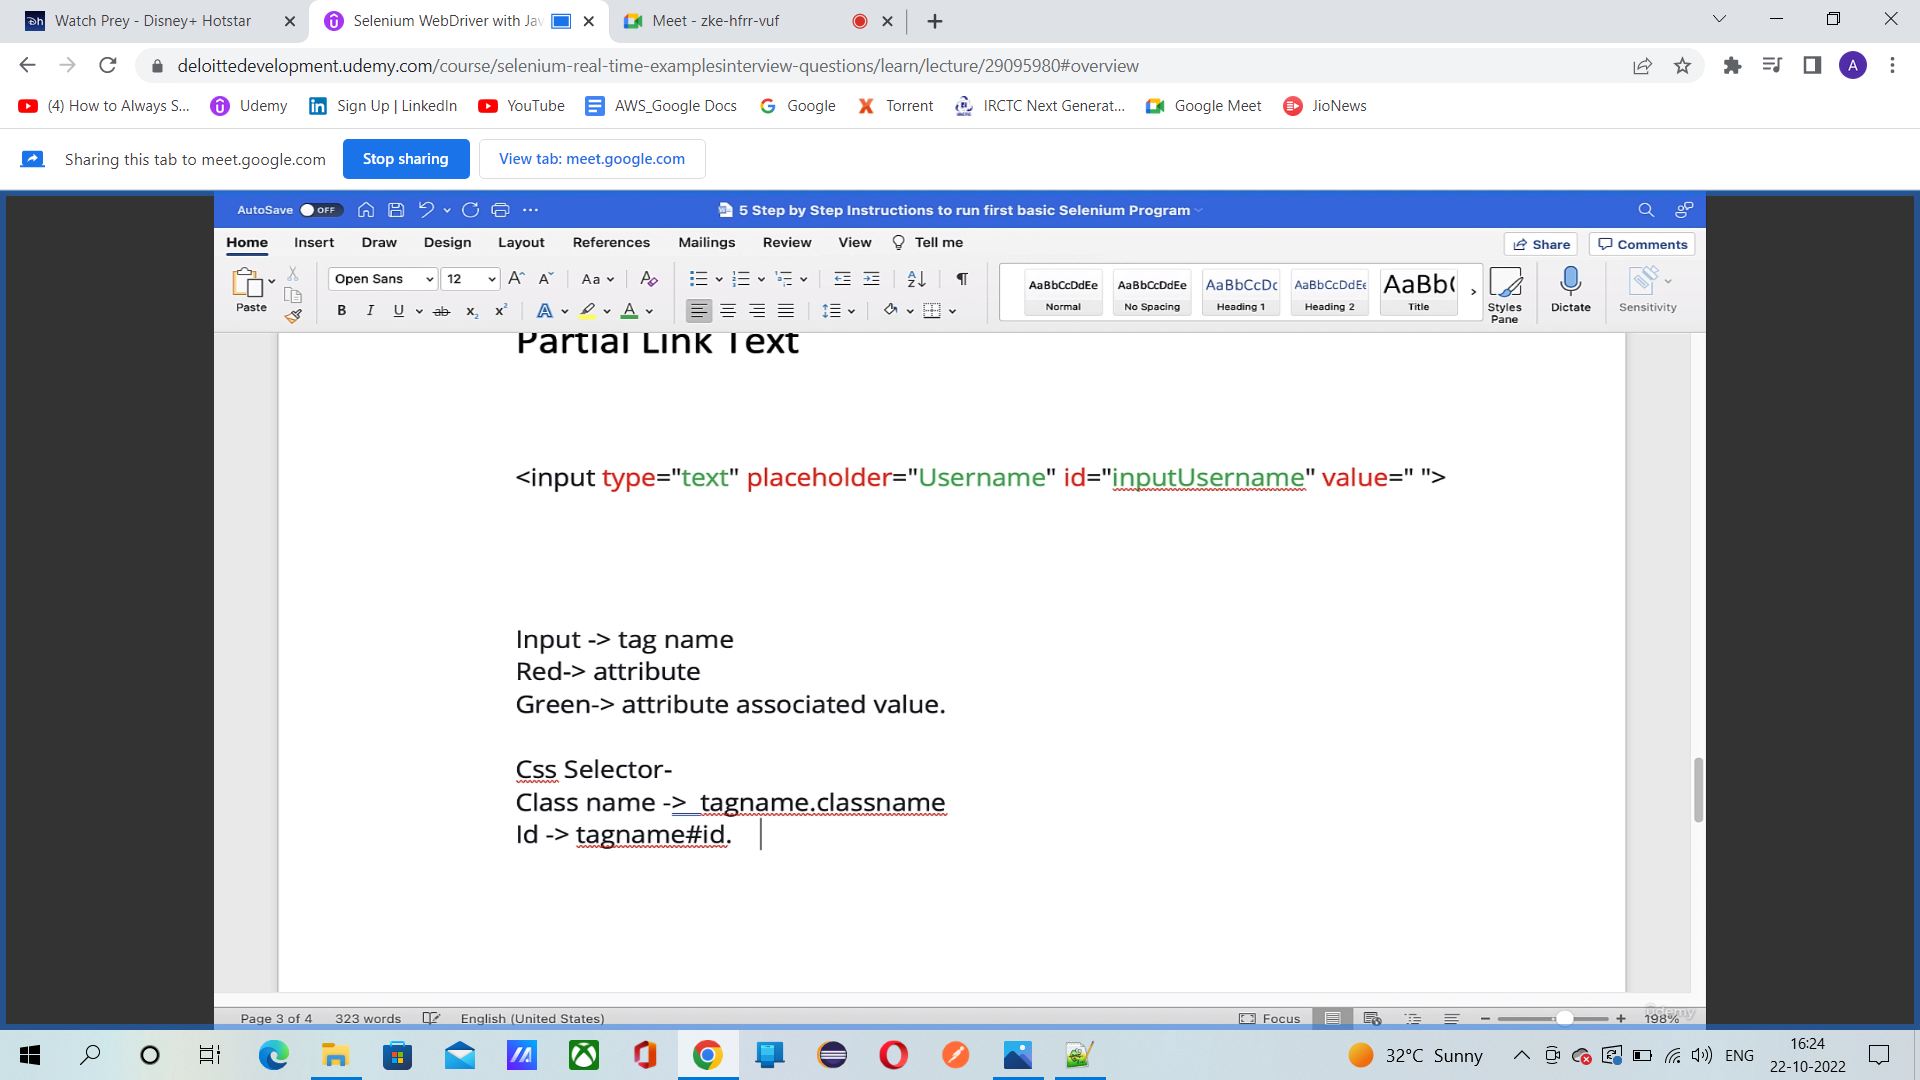 Watch Prey - Disney+ Hotstar
Selenium WebDriver with Jav
Meet - zke-hfrr-vuf
deloittedevelopment.udemy.com/course/selenium-real-time-examplesinterview-questions/learn/lecture/29095980#overview
A
(4) How to Always S...
Udemy
Sign Up | LinkedIn
YouTube
AWS_Google Docs
Google
Torrent
IRCTC Next Generat...
Google Meet
JioNews
Sharing this tab to meet.google.com
Stop sharing
View tab: meet.google.com
AutoSave OFF
5 Step by Step Instructions to run first basic Selenium Program
Home Insert Draw Design Layout References Mailings Review View Tell me
Share Comments
Paste
Open Sans 12
AaBbCcDdEe Normal
AaBbCcDdEe No Spacing
AaBbCcDc Heading 1
AaBbCcDdEe Heading 2
AaBb( Title
Styles Pane
Dictate
Sensitivity
Partial Link Text
<input type="text" placeholder="Username" id="inputUsername" value=" ">
Input -> tag name
Red-> attribute
Green-> attribute associated value.
Css Selector-
Class name -> tagname.classname
Id -> tagname#id.
Page 3 of 4 323 words English (United States) Focus 198%
udemy
32°C Sunny ENG
16:24
22-10-2022